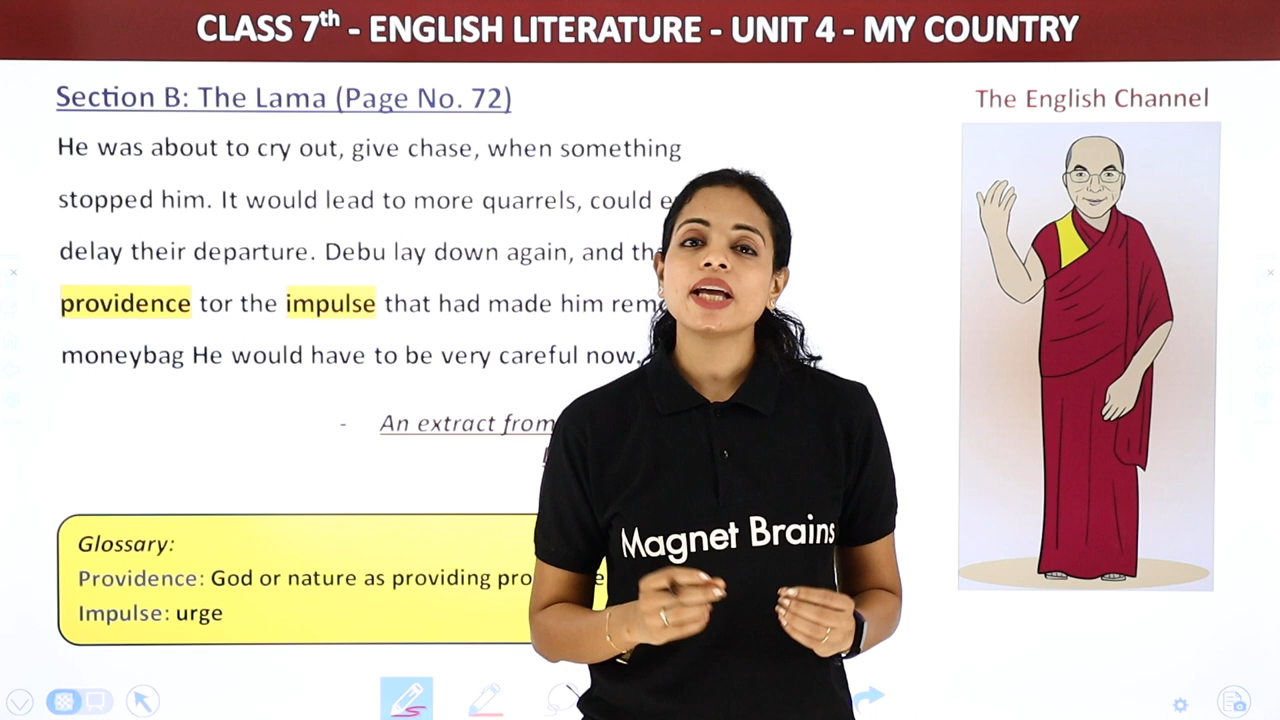 CLASS 7th - ENGLISH LITERATURE - UNIT 4 - MY COUNTRY
Section B: The Lama (Page No. 72)
The English Channel
He was about to cry out, give chase, when something
stopped him. It would lead to more quarrels, could
delay their departure. Debu lay down again, and
providence tor the impulse that had made him
moneybag He would have to be very careful now.
- An extract from
Glossary:
Providence: God or nature as providing
Impulse: urge
Magnet Brains